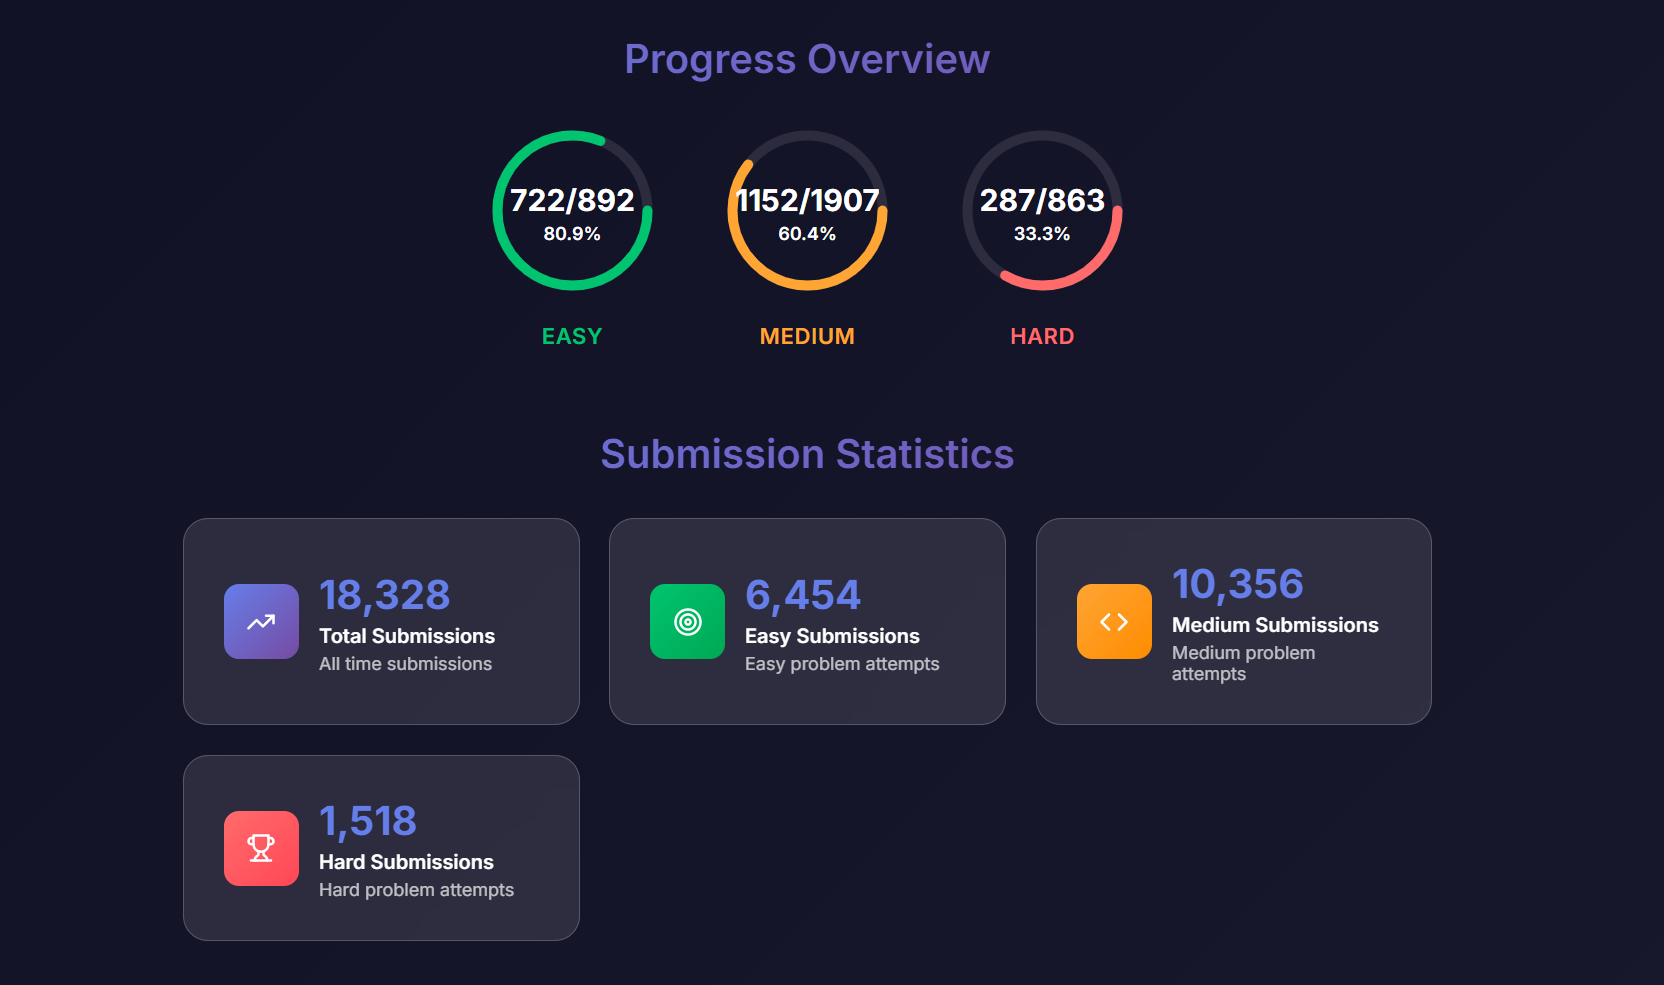 Progress Overview
722/892
80.9%
EASY
1152/1907
60.4%
MEDIUM
287/863
33.3%
HARD
Submission Statistics
18,328
Total Submissions
All time submissions
6,454
Easy Submissions
Easy problem attempts
10,356
Medium Submissions
Medium problem
attempts
1,518
Hard Submissions
Hard problem attempts